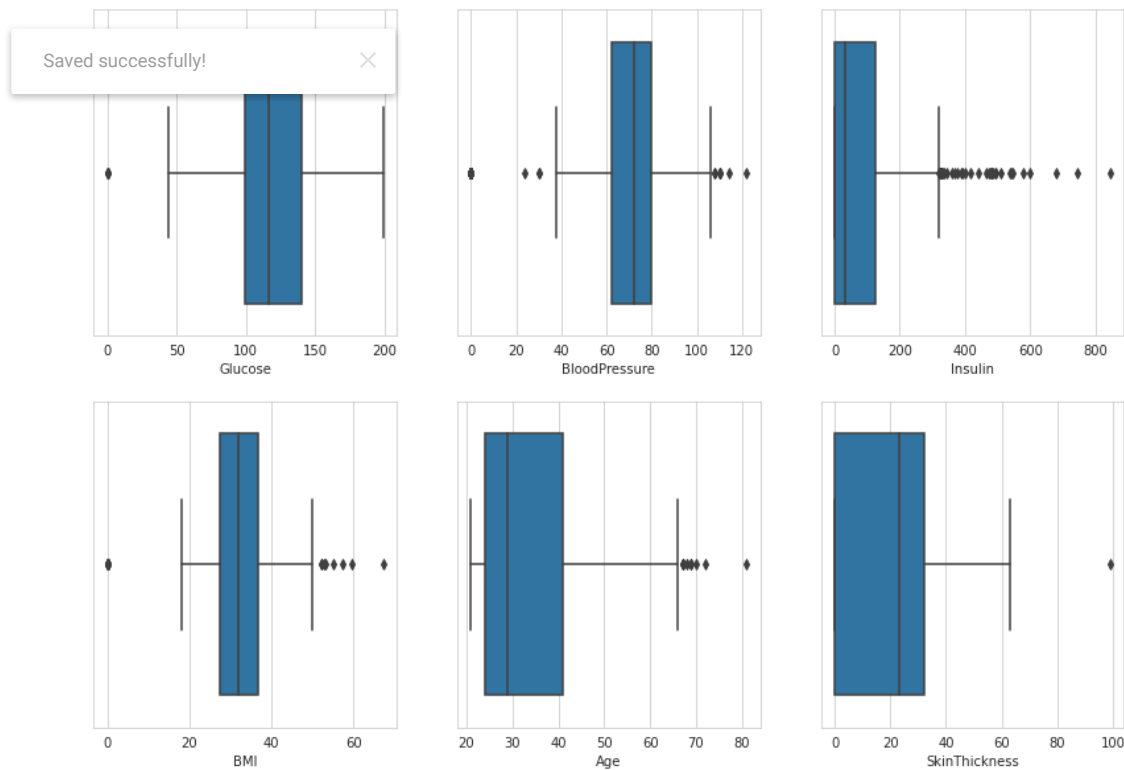 Saved successfully!
0 50 100 150 200
Glucose
0 20 40 60 80 100 120
BloodPressure
0 200 400 600 800
Insulin
0 20 40 60
BMI
20 30 40 50 60 70 80
Age
0 20 40 60 80 100
SkinThickness